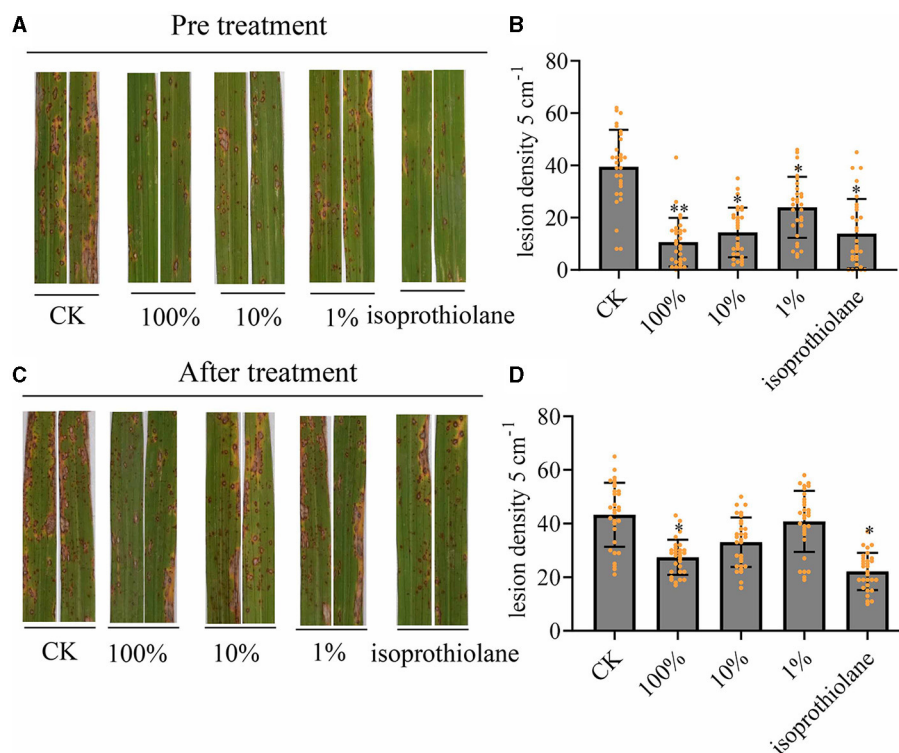 A
Pre treatment
CK
100%
10%
1%
isoprothiolane
B
lesion density 5 cm⁻¹
80
60
40
20
0
**
*
*
*
CK
100%
10%
1%
isoprothiolane
C
After treatment
CK
100%
10%
1%
isoprothiolane
D
lesion density 5 cm⁻¹
80
60
40
20
0
*
*
CK
100%
10%
1%
isoprothiolane